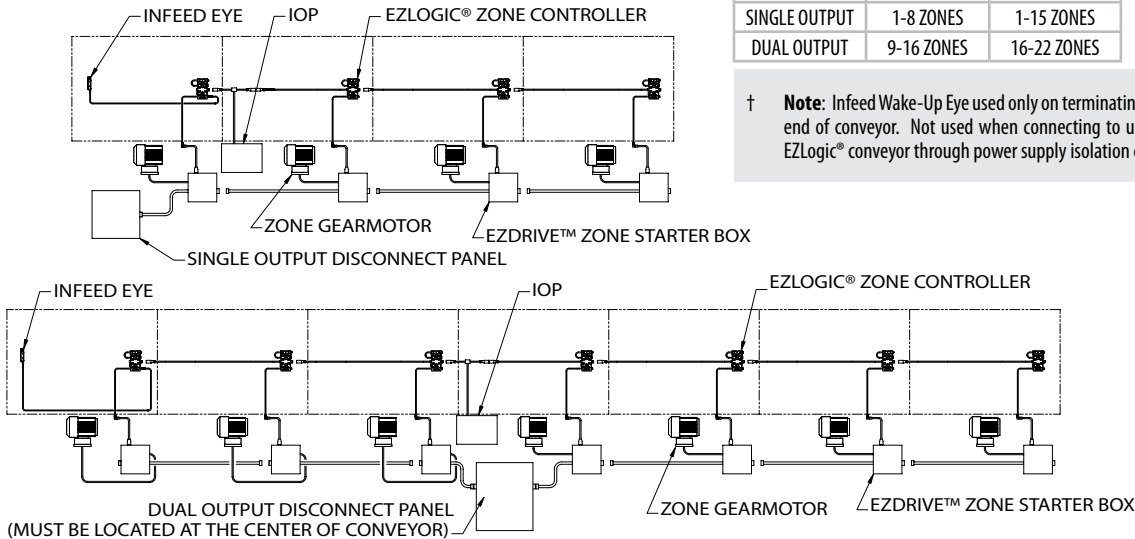 INFEED EYE
IOP
EZLOGIC® ZONE CONTROLLER
SINGLE OUTPUT 1-8 ZONES 1-15 ZONES
DUAL OUTPUT 9-16 ZONES 16-22 ZONES
† Note: Infeed Wake-Up Eye used only on terminatin
end of conveyor. Not used when connecting to u
EZLogic® conveyor through power supply isolation
ZONE GEARMOTOR
EZDRIVE™ ZONE STARTER BOX
SINGLE OUTPUT DISCONNECT PANEL
INFEED EYE
IOP
EZLOGIC® ZONE CONTROLLER
DUAL OUTPUT DISCONNECT PANEL
(MUST BE LOCATED AT THE CENTER OF CONVEYOR)
ZONE GEARMOTOR
EZDRIVE™ ZONE STARTER BOX